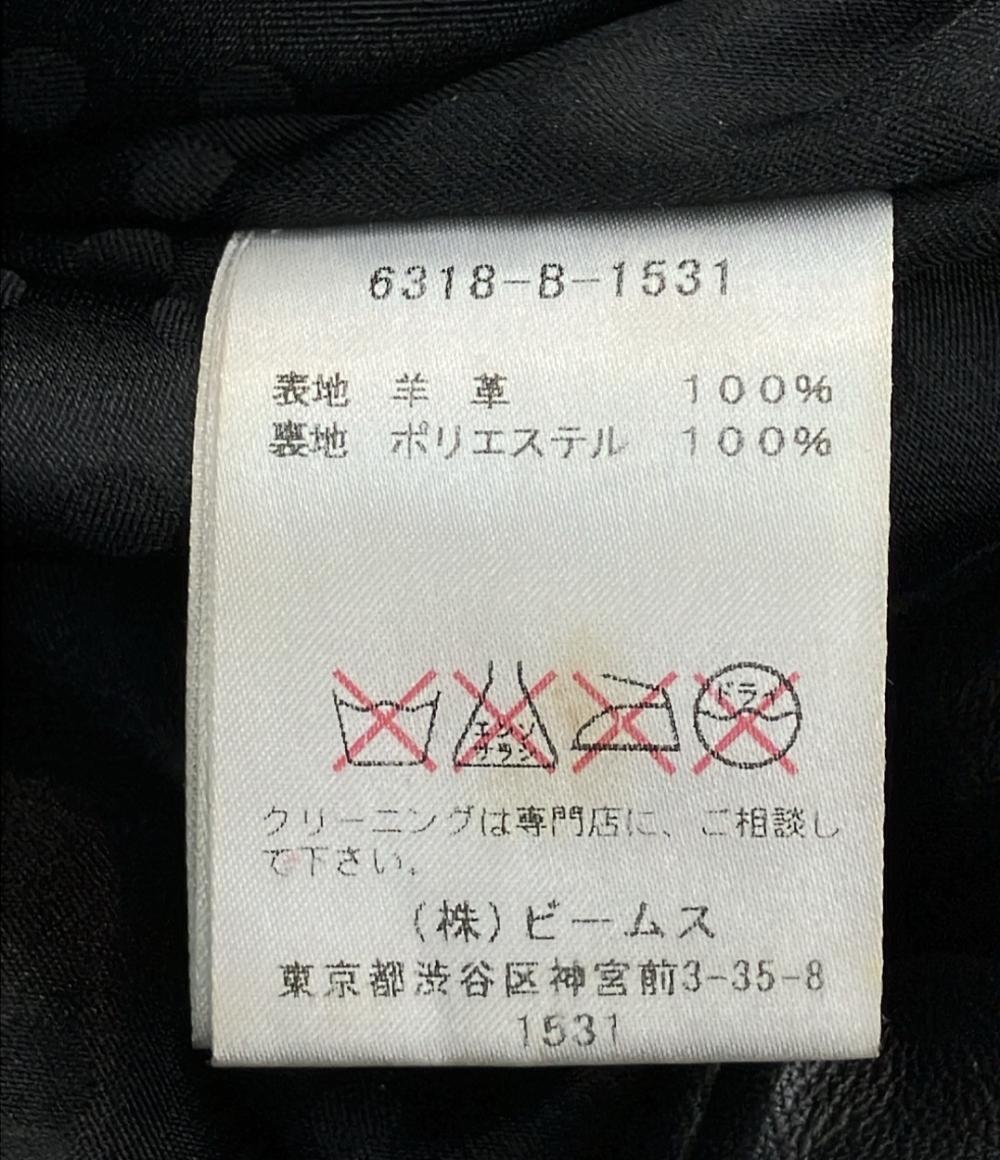 6318-B-1531
表地 羊 革 100%
裏地 ポリエステル 100%
エンソ
サラシ
ドライ
クリーニングは専門店に、ご相談し
て下さい。
(株)ビームス
東京都渋谷区神宮前3-35-8
1531